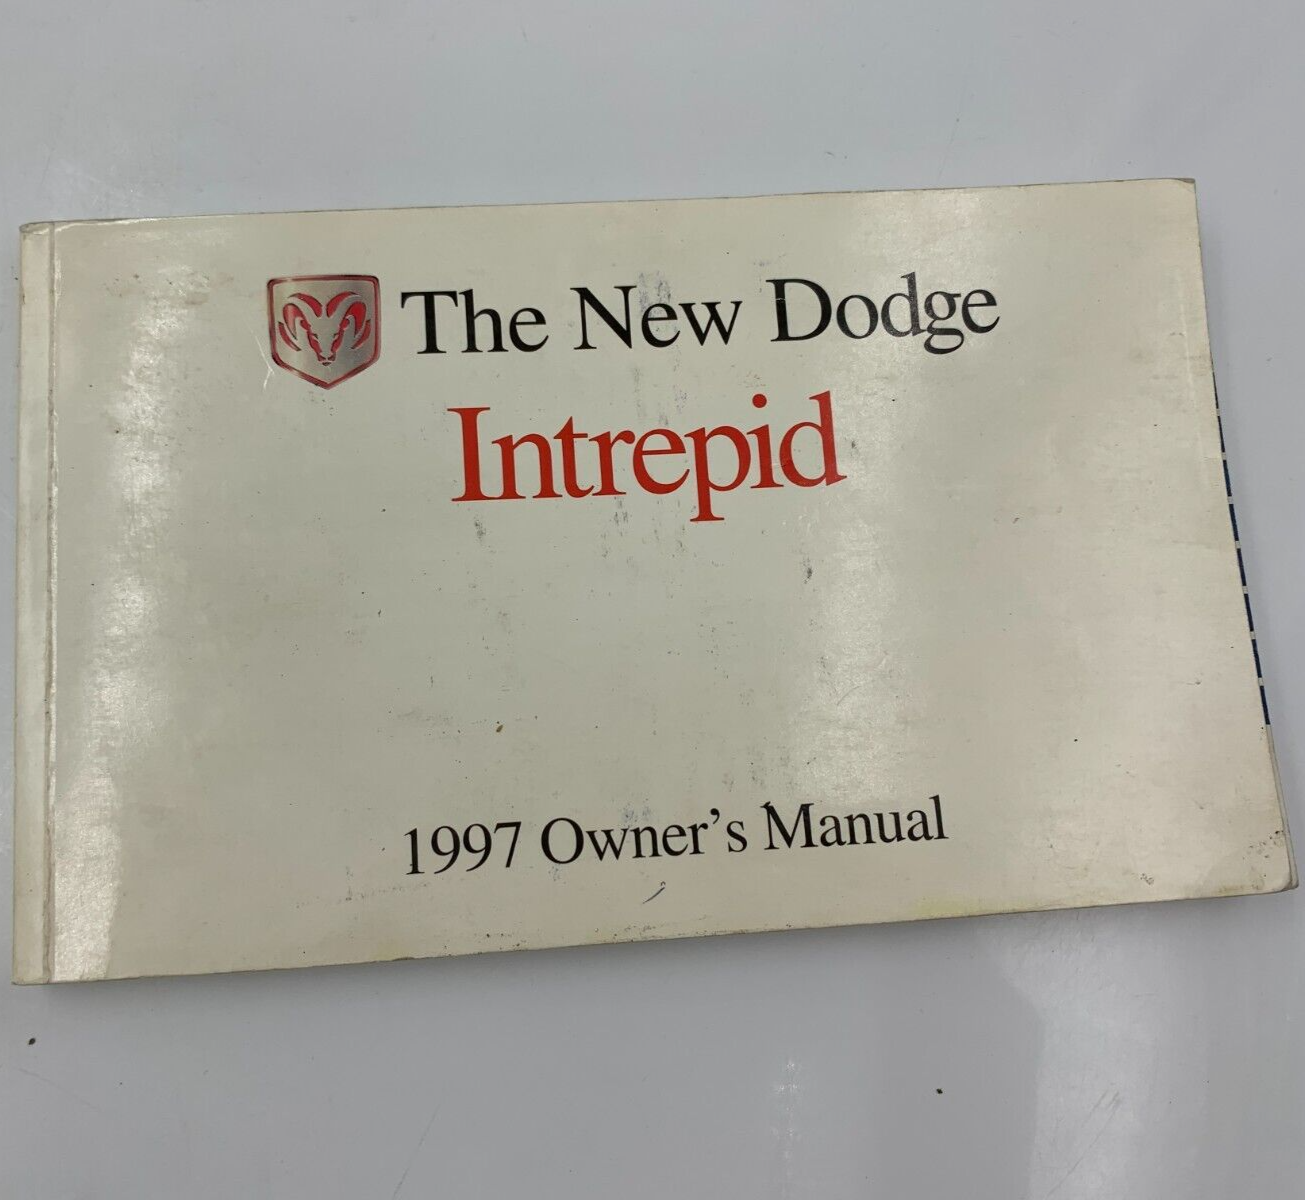 The New Dodge
Intrepid
1997 Owner's Manual